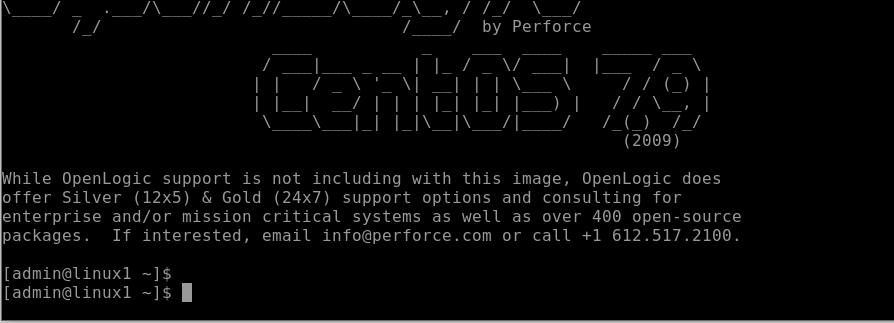 by Perforce
CentOS 7.9
(2009)
While OpenLogic support is not including with this image, OpenLogic does
offer Silver (12x5) & Gold (24x7) support options and consulting for
enterprise and/or mission critical systems as well as over 400 open-source
packages.  If interested, email info@perforce.com or call +1 612.517.2100.
[admin@linux1 ~]$
[admin@linux1 ~]$